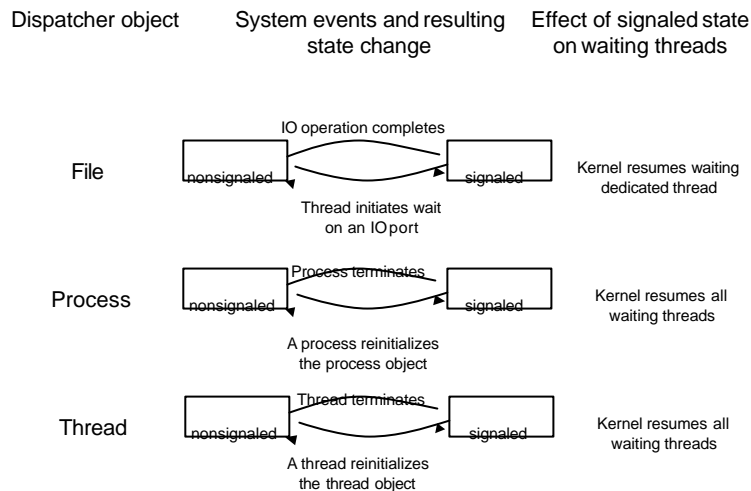 Dispatcher object
System events and resulting
state change
Effect of signaled state
on waiting threads
IO operation completes
File
nonsignaled
signaled
Kernel resumes waiting
dedicated thread
Thread initiates wait
on an IO port
Process terminates
Process
nonsignaled
signaled
Kernel resumes all
waiting threads
A process reinitializes
the process object
Thread terminates
Thread
nonsignaled
signaled
Kernel resumes all
waiting threads
A thread reinitializes
the thread object